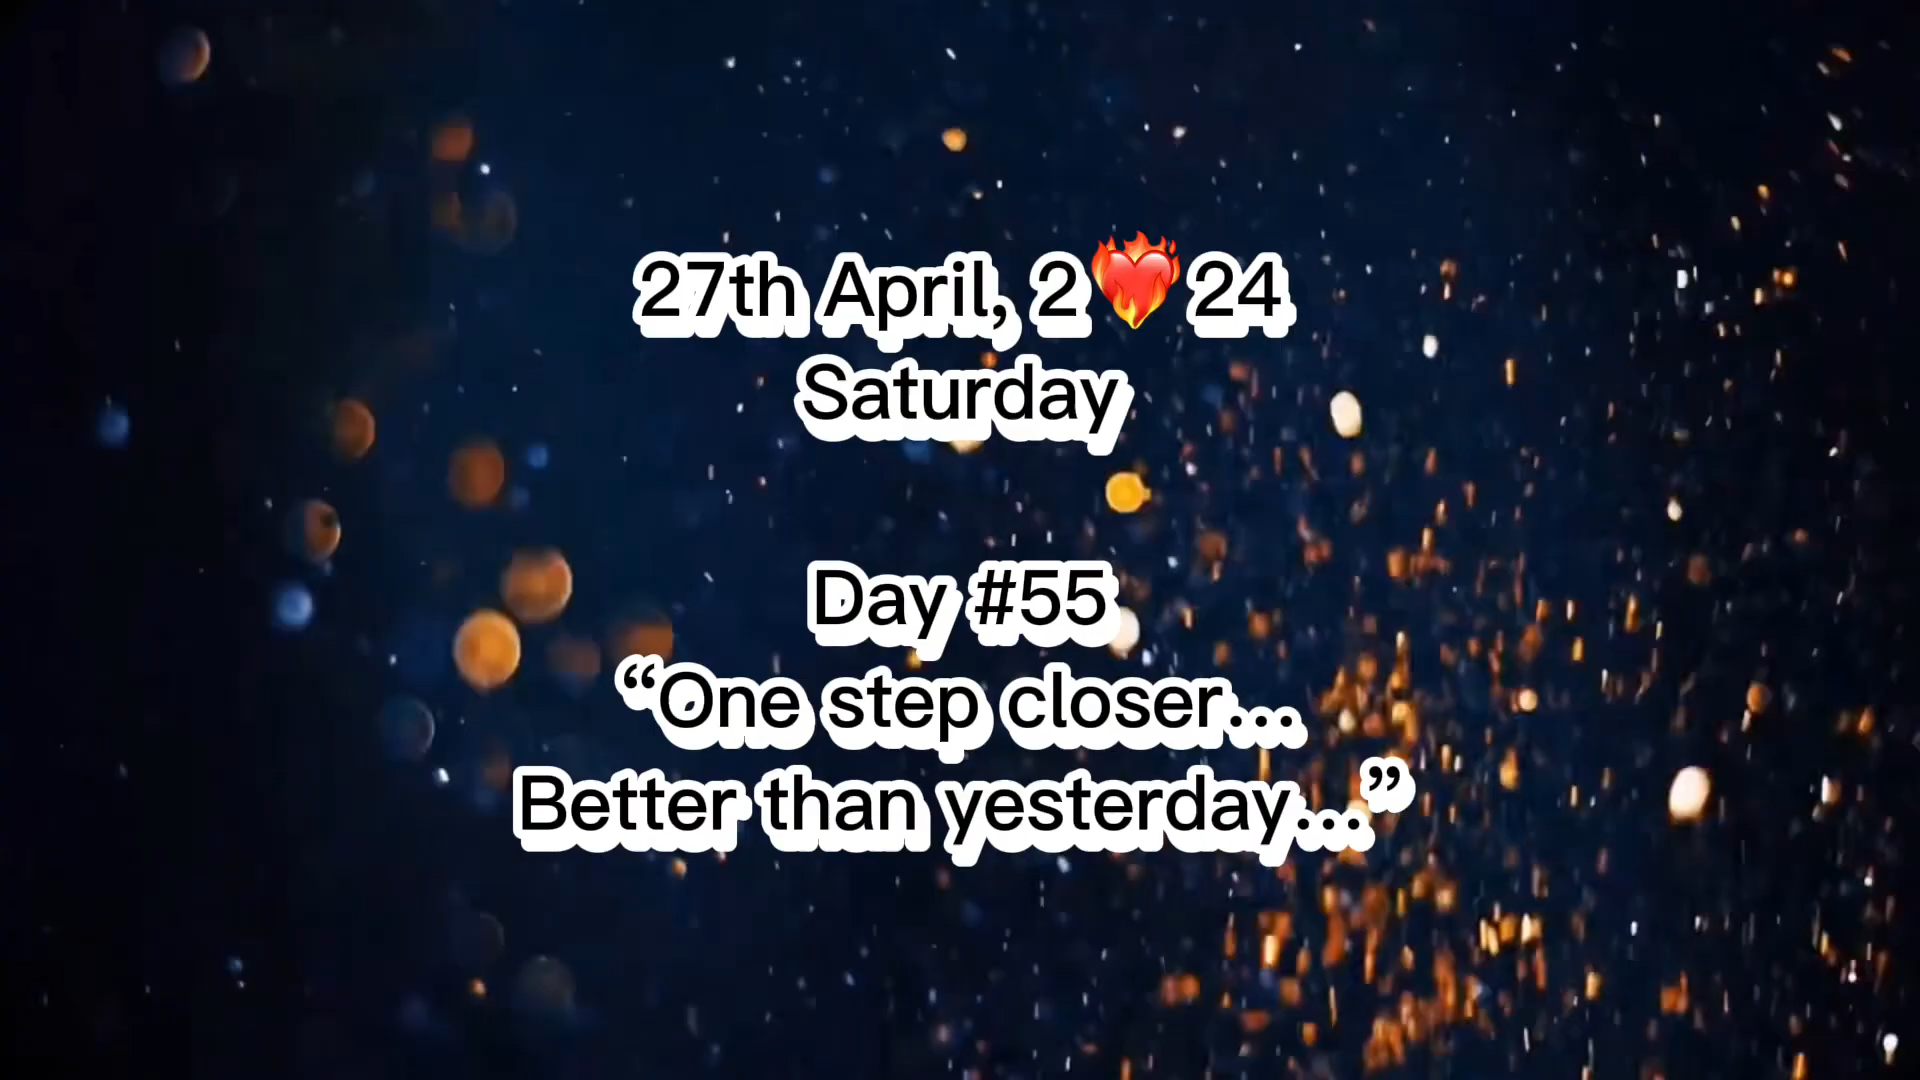 27th April, 2❤️‍🔥24
Saturday
Day #55
“One step closer...
Better than yesterday...”